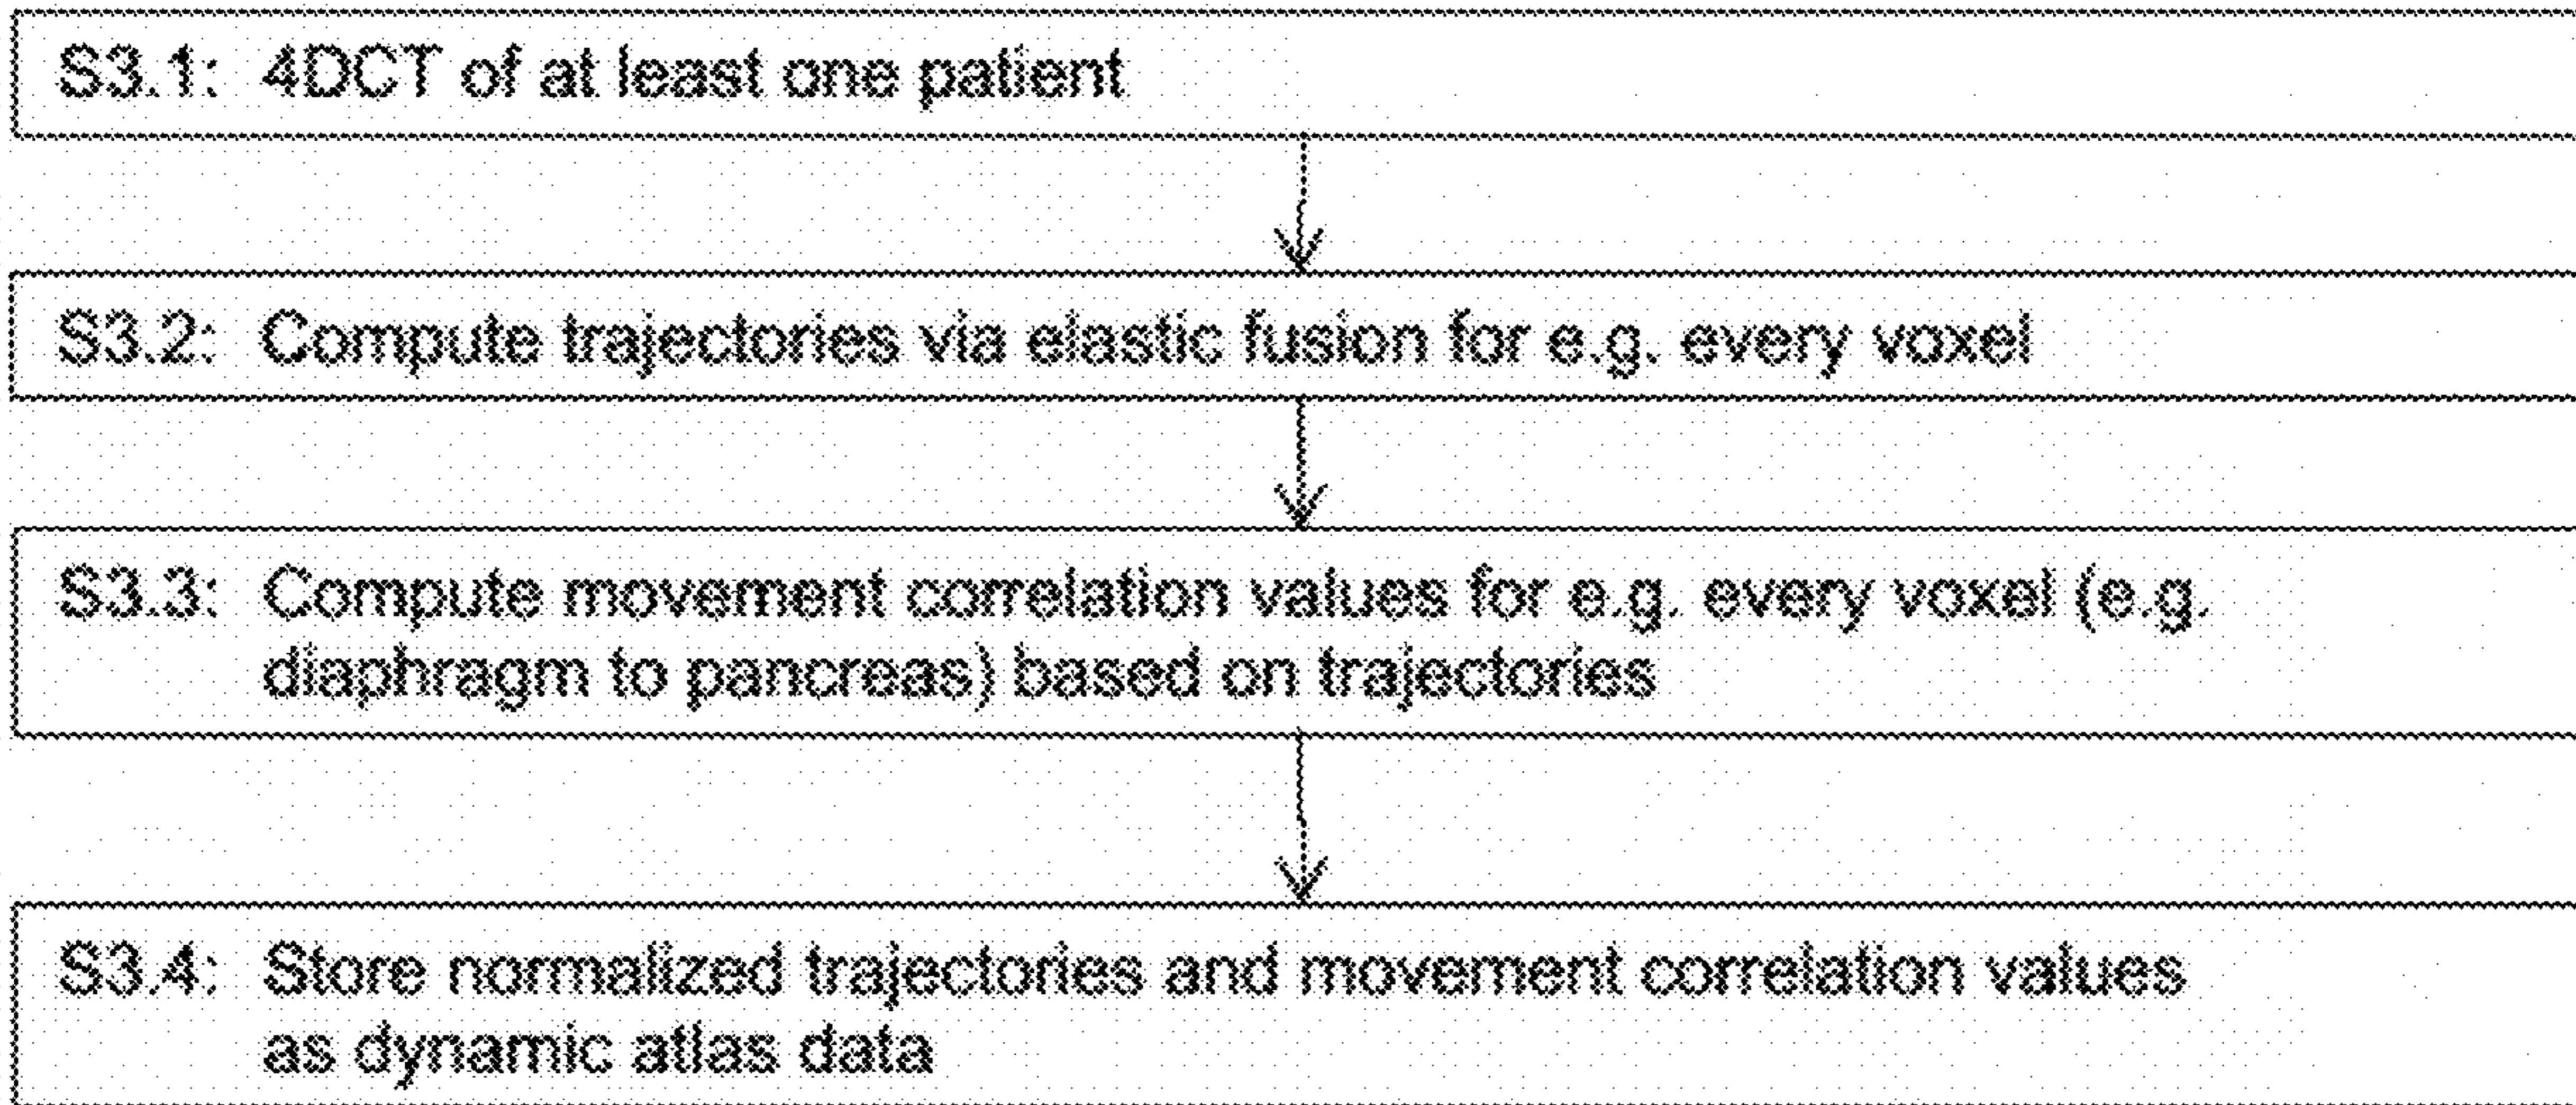 S3.1: 4DCT of at least one patient
S3.2: Compute trajectories via elastic fusion for e.g. every voxel
S3.3: Compute movement correlation values for e.g. every voxel (e.g.
diaphragm to pancreas) based on trajectories
S3.4: Store normalized trajectories and movement correlation values
as dynamic atlas data